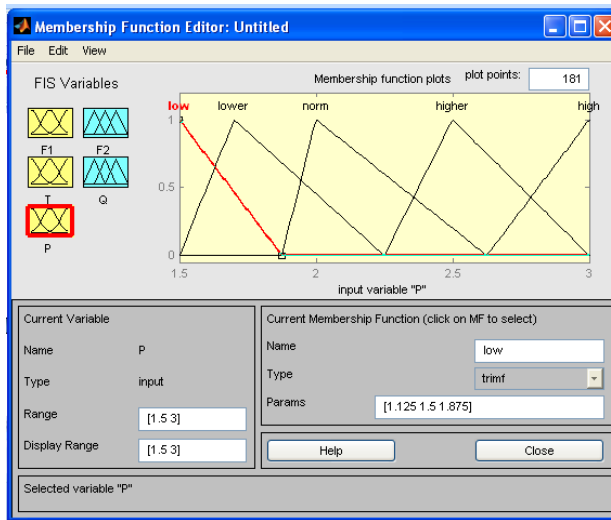 Membership Function Editor: Untitled
File Edit View
FIS Variables
Membership function plots plot points: 181
low lower norm higher high
F1 F2
T Q
P
1
0.5
0
1.5 2 2.5 3
input variable "P"
Current Variable
Name P
Type input
Range [1.5 3]
Display Range [1.5 3]
Current Membership Function (click on MF to select)
Name low
Type trimf
Params [1.125 1.5 1.875]
Help Close
Selected variable "P"